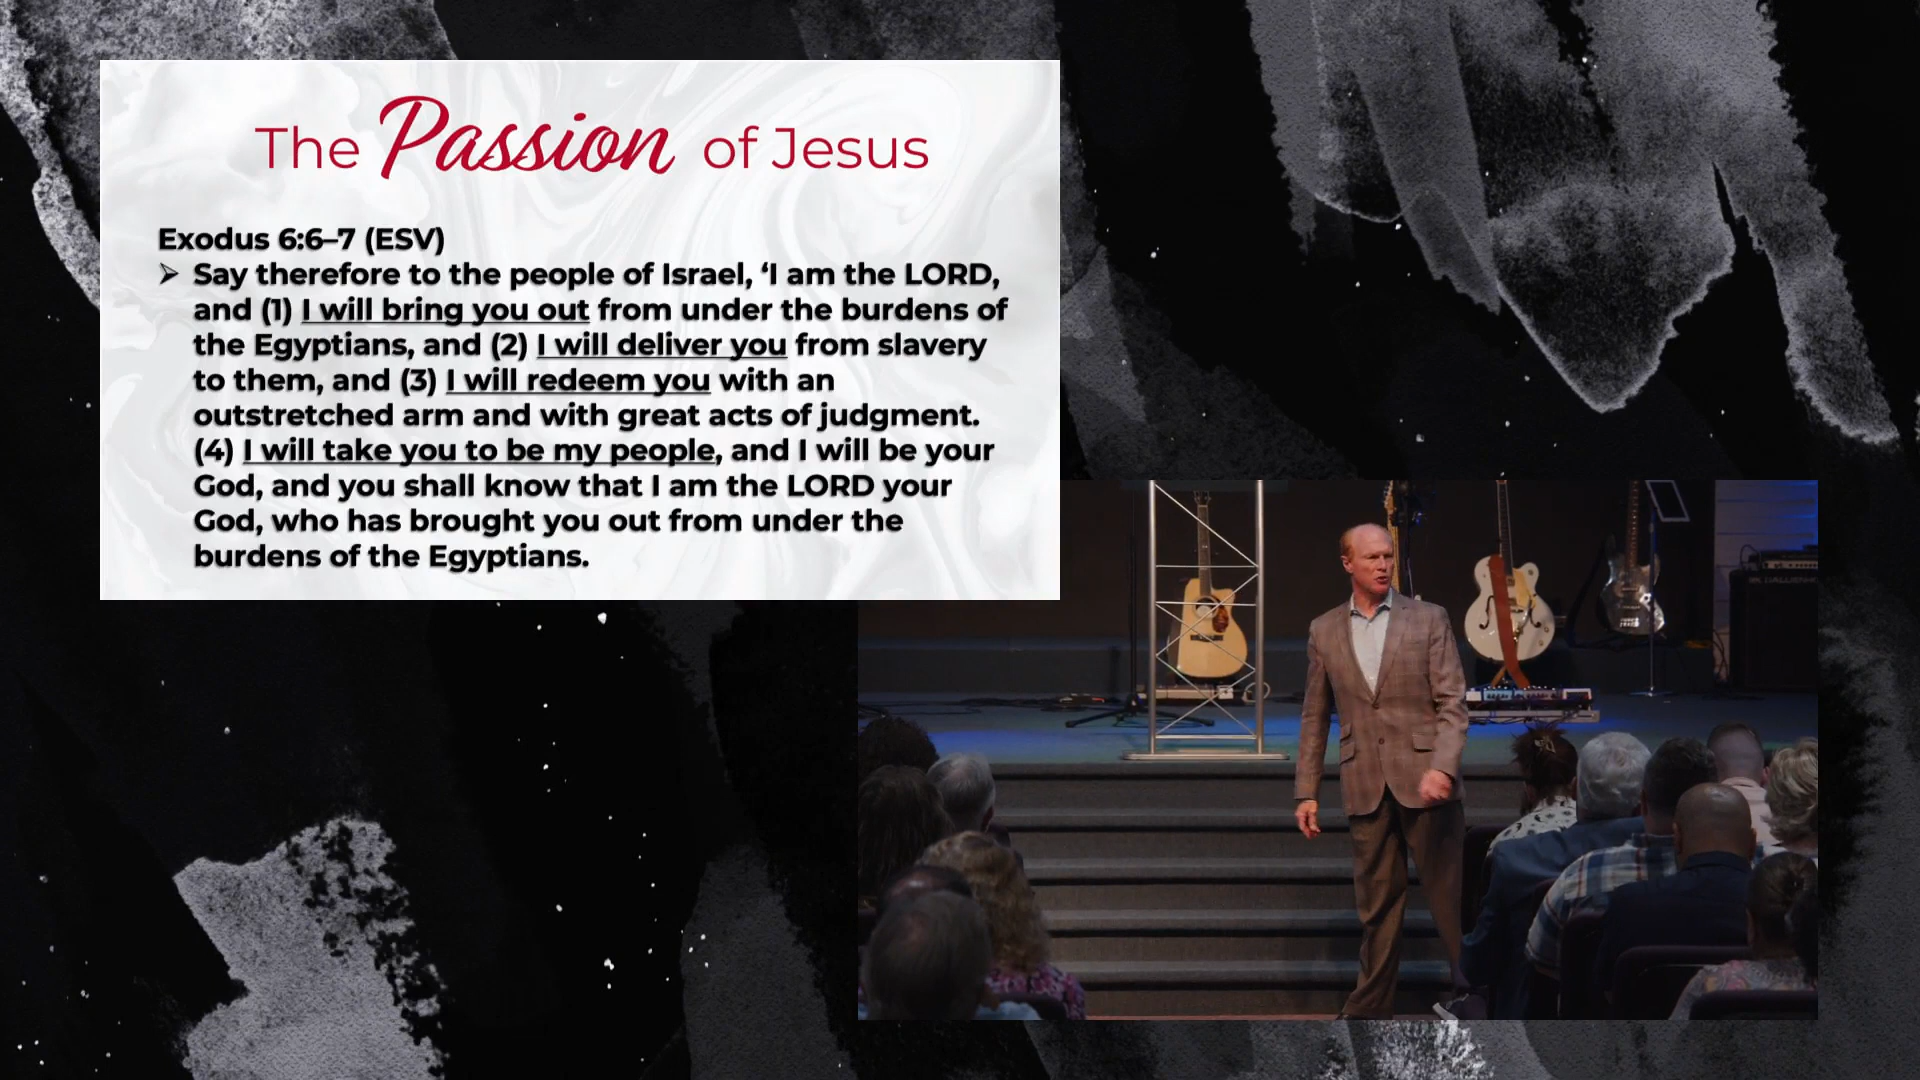 The Passion of Jesus
Exodus 6:6–7 (ESV)
➢ Say therefore to the people of Israel, ‘I am the LORD,
and (1) I will bring you out from under the burdens of
the Egyptians, and (2) I will deliver you from slavery
to them, and (3) I will redeem you with an
outstretched arm and with great acts of judgment.
(4) I will take you to be my people, and I will be your
God, and you shall know that I am the LORD your
God, who has brought you out from under the
burdens of the Egyptians.